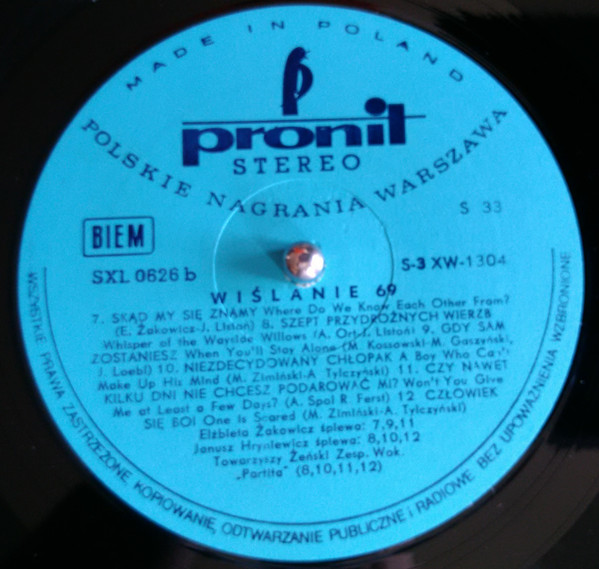 MADE IN POLAND
pronit
STEREO
POLSKIE NAGRANIA WARSZAWA
S 33
BIEM
SXL 0626 b
S-3 XW-1304
WIŚLANIE 69
7. SKĄD MY SIĘ ZNAMY Where Do We Know Each Other From?
(E. Żakowicz-J. Listoń) 8. SZEPT PRZYDROŻNYCH WIERZB
Whisper of the Wayside Willows (A. Ort-J. Listoń) 9. GDY SAM
ZOSTANIESZ When You'll Stay Alone (M. Kossowski-M. Gaszyński,
J. Loebl) 10. NIEZDECYDOWANY CHŁOPAK A Boy Who Can't
Make Up His Mind (M. Zimiński-A Tylczyński) 11. CZY NAWET
KILKU DNI NIE CHCESZ PODAROWAĆ MI? Won't You Give
Me at Least a Few Days? (A. Spol R. Ferst) 12 CZŁOWIEK
SIĘ BOI One is Scared (M. Zimiński-A. Tylczyński)
Elżbieta Żakowicz śpiewa: 7,9,11
Janusz Hryniewicz śpiewa: 8,10,12
Towarzyszy Żeński Zesp. Wok.
„Partita" (8,10,11,12)
WSZYSTKIE PRAWA ZASTRZEŻONE. KOPIOWANIE, ODTWARZANIE PUBLICZNE i RADIOWE BEZ UPOWAŻNIENIA WZBRONIONE